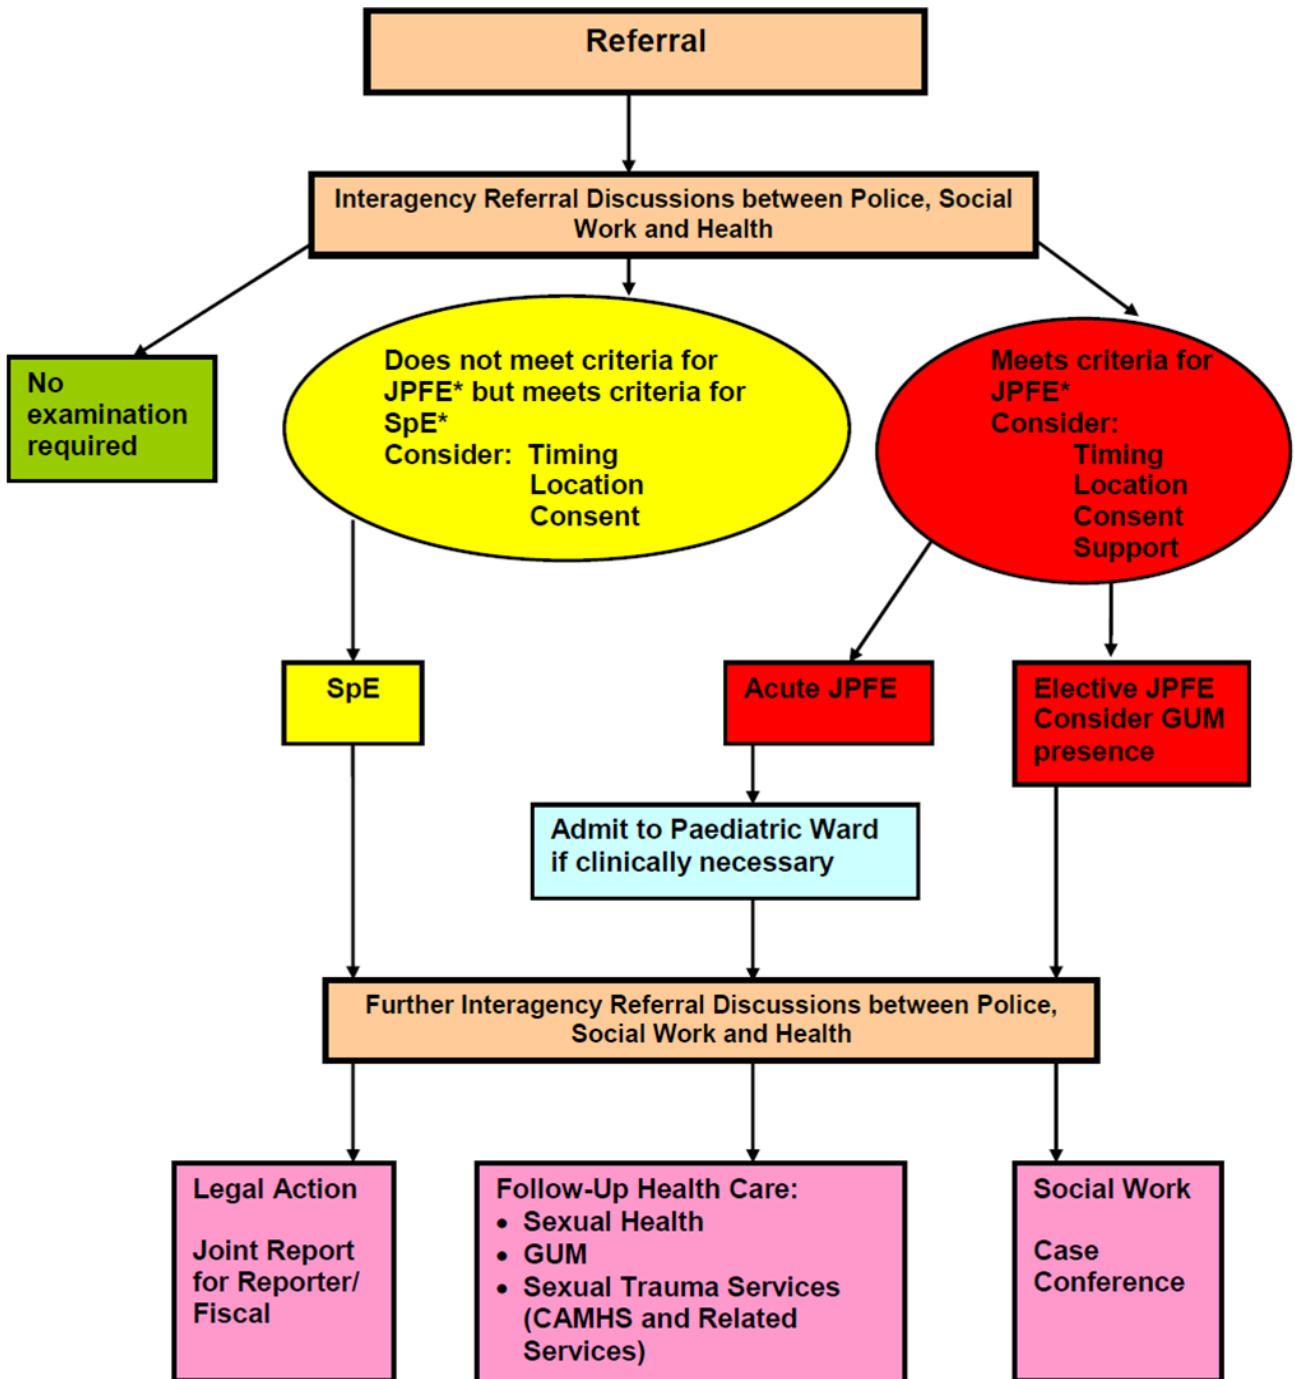 Referral
Interagency Referral Discussions between Police, Social
Work and Health
No
examination
required
Does not meet criteria for
JPFE* but meets criteria for
SpE*
Consider: Timing
Location
Consent
Meets criteria for
JPFE*
Consider:
Timing
Location
Consent
Support
SpE
Acute JPFE
Elective JPFE
Consider GUM
presence
Admit to Paediatric Ward
if clinically necessary
Further Interagency Referral Discussions between Police,
Social Work and Health
Legal Action
Joint Report
for Reporter/
Fiscal
Follow-Up Health Care:
• Sexual Health
• GUM
• Sexual Trauma Services
(CAMHS and Related
Services)
Social Work
Case
Conference